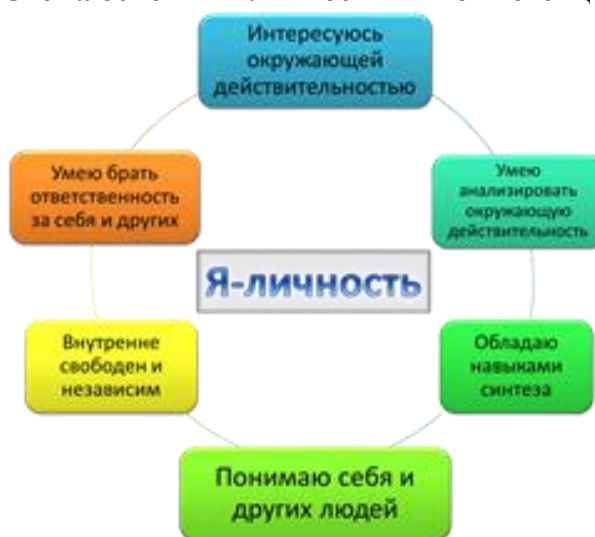 Интересуюсь
окружающей
действительностью
Умею
анализировать
окружающую
действительность
Обладаю
навыками
синтеза
Понимаю себя и
других людей
Внутренне
свободен и
независим
Умею брать
ответственность
за себя и других
Я-личность